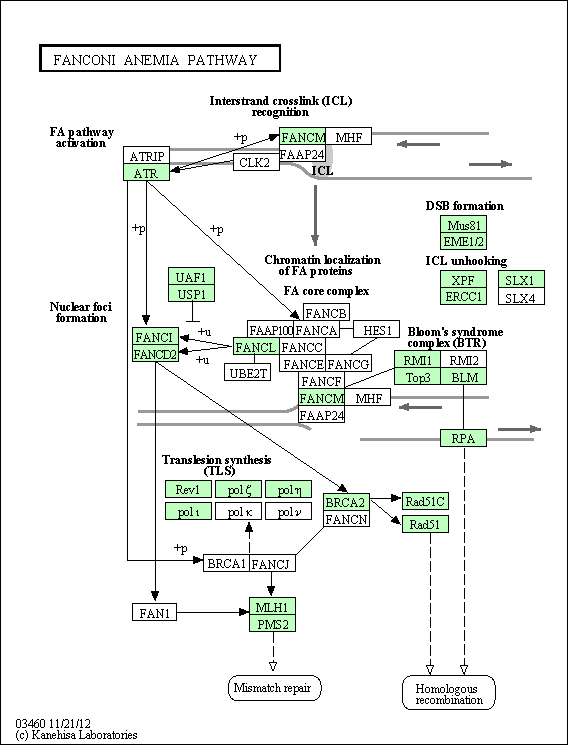 FANCONI ANEMIA PATHWAY
Interstrand crosslink (ICL)
recognition
FA pathway
activation
+p
FANCM MHF
ATRIP
CLK2
FAAP24
ATR
ICL
DSB formation
Mus81
EME1/2
+p
+p
Chromatin localization
of FA proteins
ICL unhooking
UAF1
USP1
XPF SLX1
ERCC1 SLX4
FA core complex
Nuclear foci
formation
FANCB
+u
FAAP100 FANCA HES1
Bloom's syndrome
complex (BTR)
FANCI
FANCL FANCC
FANCD2
+u
RMI1 RMI2
FANCE FANCG
UBE2T
Top3 BLM
FANCF
FANCM MHF
FAAP24
RPA
Translesion synthesis
(TLS)
Rev1 pol ζ pol η
BRCA2 Rad51C
pol ι pol κ pol ν
FANCN
Rad51
+p
BRCA1 FANCJ
FAN1
MLH1
PMS2
Mismatch repair
Homologous
recombination
03460 11/21/12
(c) Kanehisa Laboratories